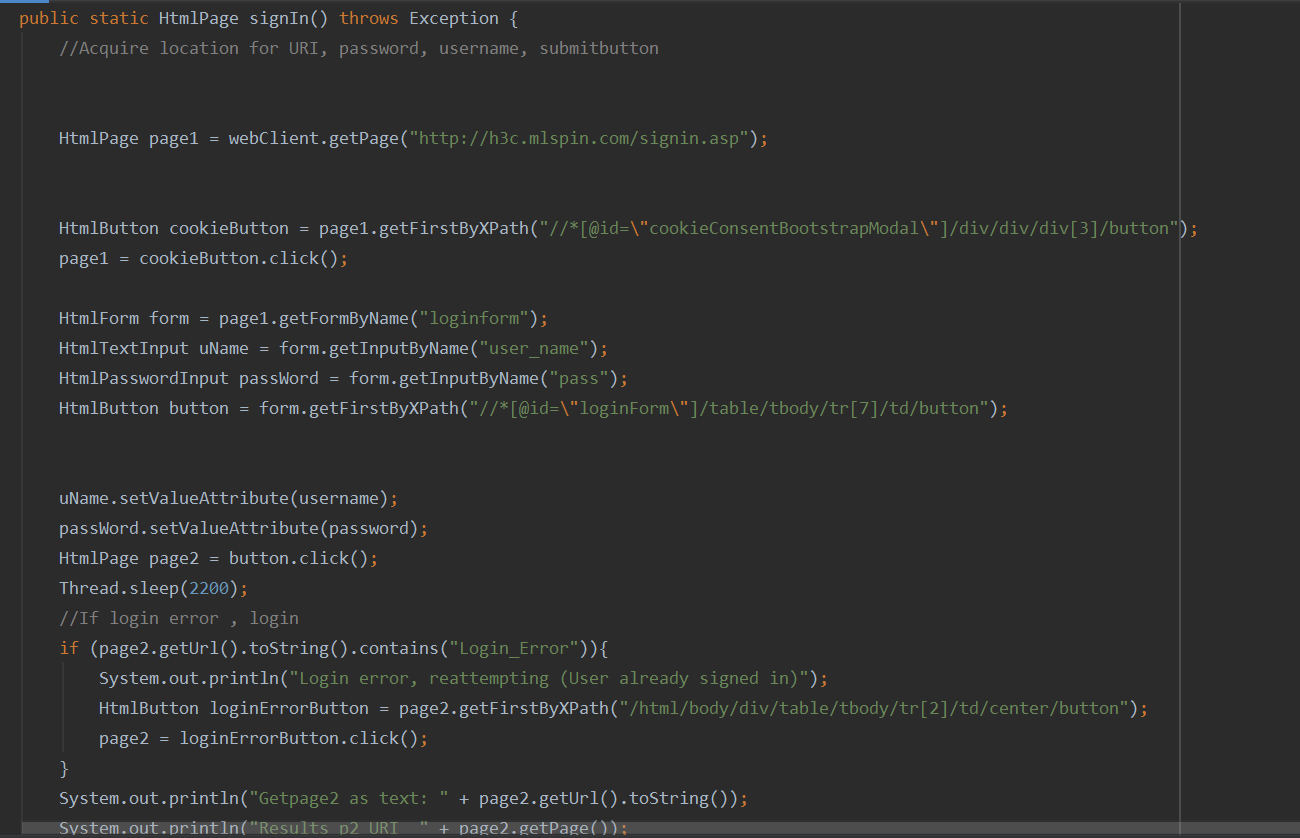 public static HtmlPage signIn() throws Exception {
//Acquire location for URI, password, username, submitbutton
HtmlPage page1 = webClient.getPage("http://h3c.mlspin.com/signin.asp");
HtmlButton cookieButton = page1.getFirstByXPath("//*[@id=\"cookieConsentBootstrapModal\"]/div/div/div[3]/button");
page1 = cookieButton.click();
HtmlForm form = page1.getFormByName("loginform");
HtmlTextInput uName = form.getInputByName("user_name");
HtmlPasswordInput passWord = form.getInputByName("pass");
HtmlButton button = form.getFirstByXPath("//*[@id=\"loginForm\"]/table/tbody/tr[7]/td/button");
uName.setValueAttribute(username);
passWord.setValueAttribute(password);
HtmlPage page2 = button.click();
Thread.sleep(2200);
//If login error , login
if (page2.getUrl().toString().contains("Login_Error")){
System.out.println("Login error, reattempting (User already signed in)");
HtmlButton loginErrorButton = page2.getFirstByXPath("/html/body/div/table/tbody/tr[2]/td/center/button");
page2 = loginErrorButton.click();
}
System.out.println("Getpage2 as text: " + page2.getUrl().toString());
System.out.println("Results p2 URI  " + page2.getPage());